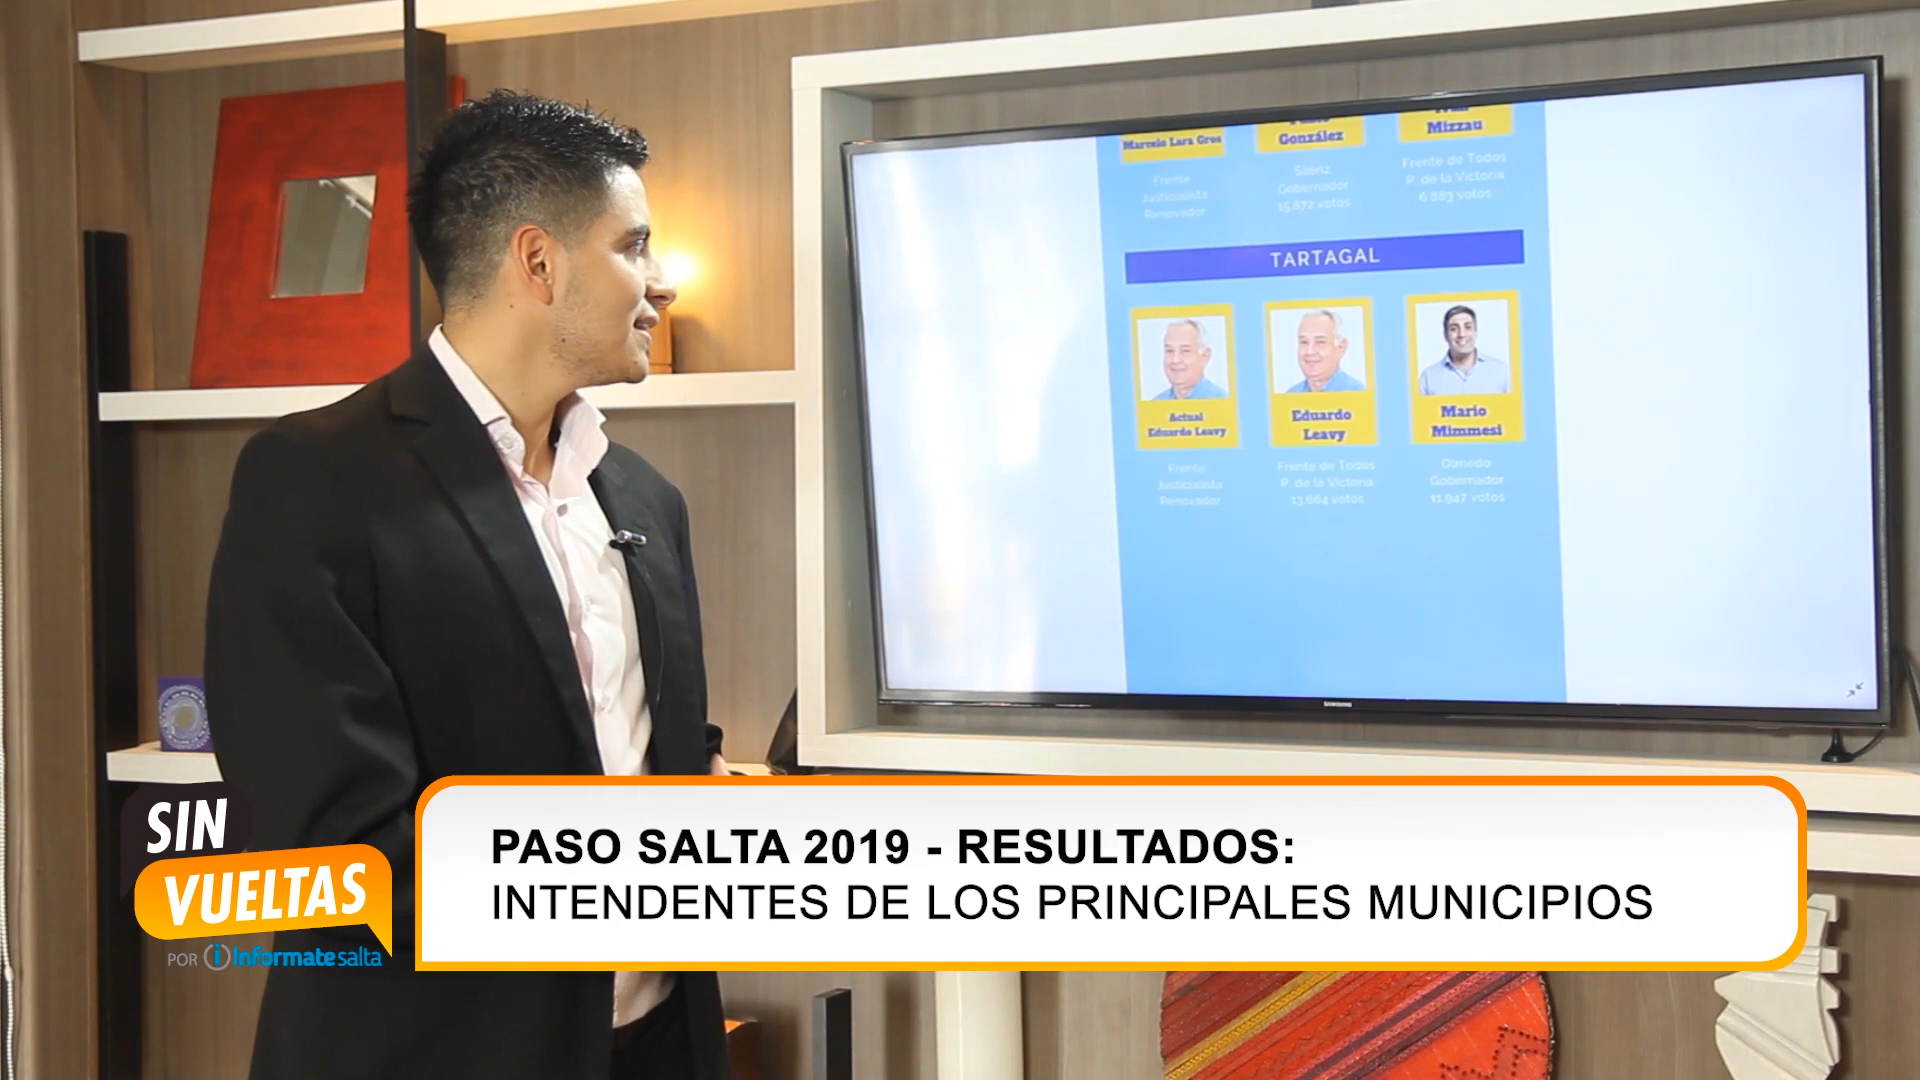 Marcelo Lara Gros
González
Mizzau
Frente
Justicialista
Renovador
Sáenz
Gobernador
15.872 votos
Frente de Todos
P. de la Victoria
6.883 votos
TARTAGAL
Actual
Eduardo Leavy
Eduardo
Leavy
Mario
Mimmesi
Frente
Justicialista
Renovador
Frente de Todos
P. de la Victoria
13.664 votos
Olmedo
Gobernador
11.947 votos
SAMSUNG
SIN
VUELTAS
POR Informate salta
PASO SALTA 2019 - RESULTADOS:
INTENDENTES DE LOS PRINCIPALES MUNICIPIOS